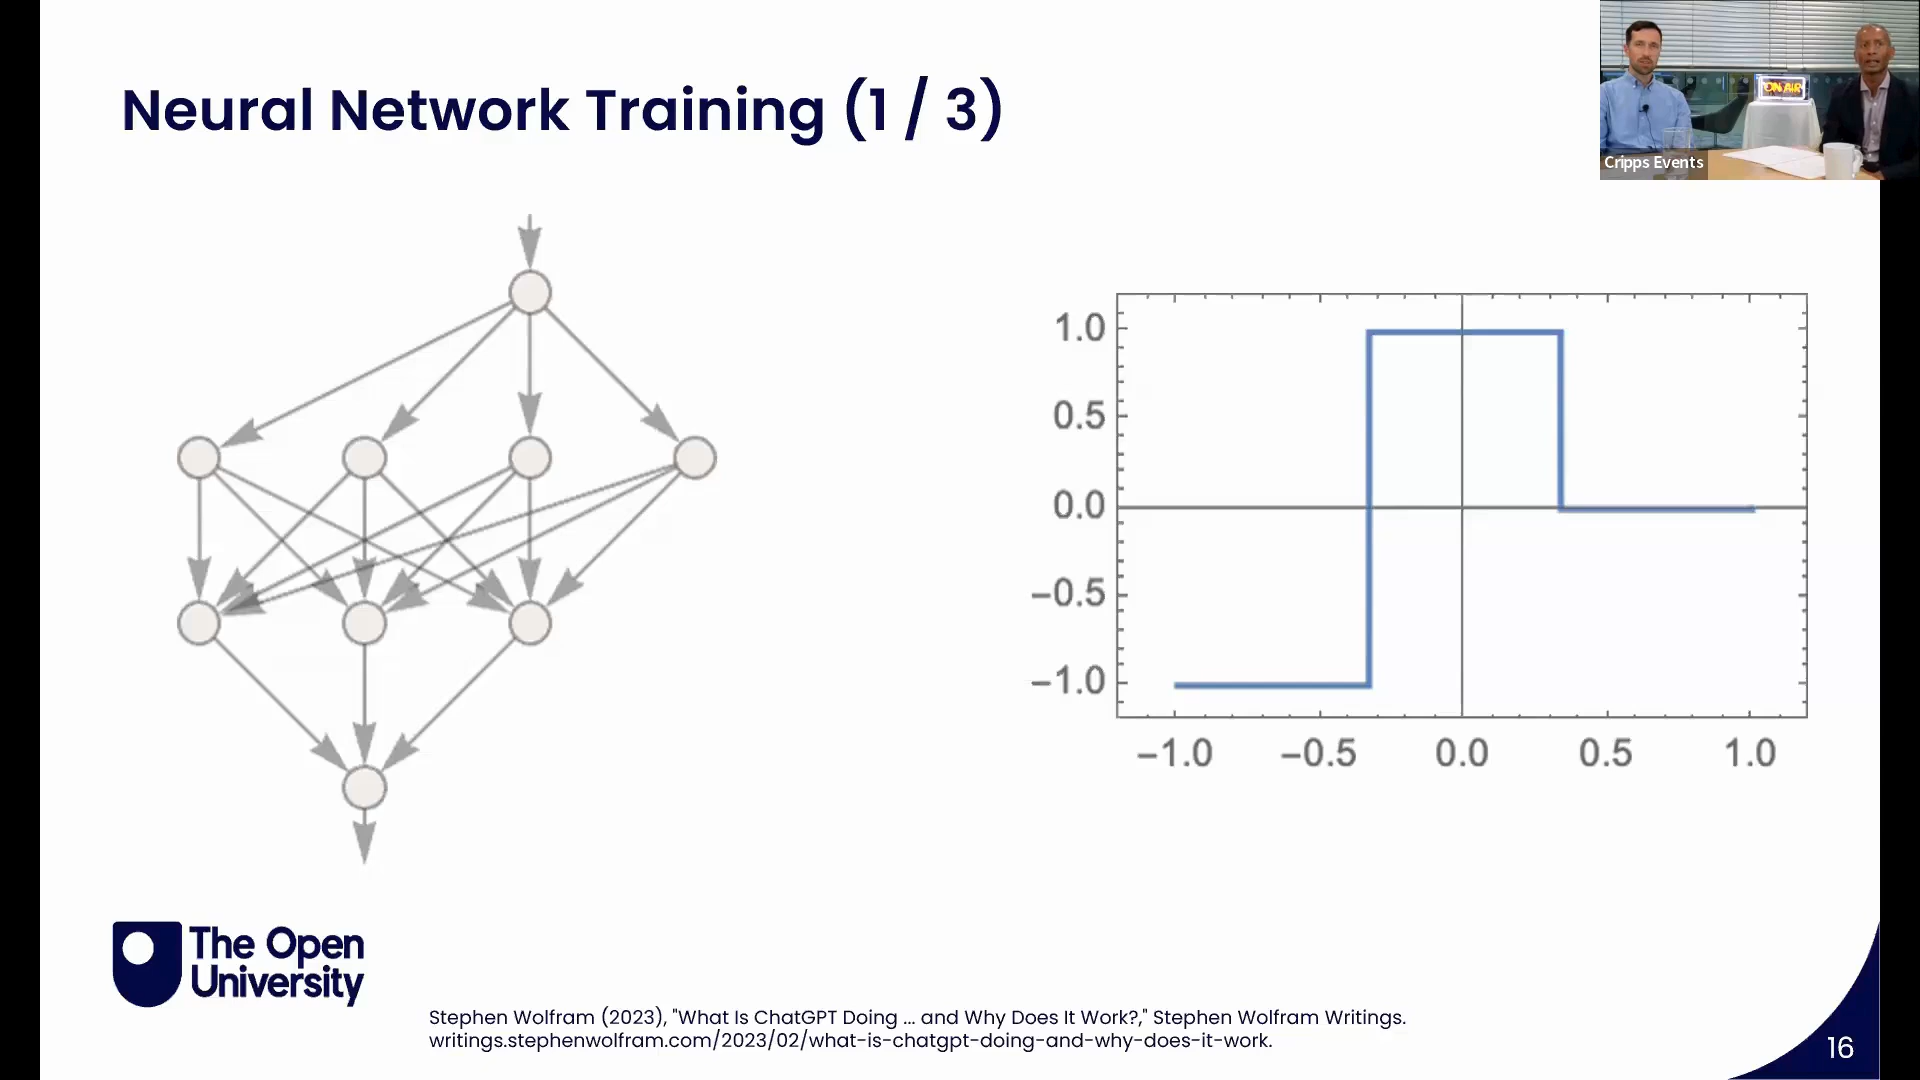 Neural Network Training (1 / 3)
ON AIR
Cripps Events
1.0
0.5
0.0
−0.5
−1.0
−1.0 −0.5 0.0 0.5 1.0
The Open
University
Stephen Wolfram (2023), "What Is ChatGPT Doing ... and Why Does It Work?," Stephen Wolfram Writings.
writings.stephenwolfram.com/2023/02/what-is-chatgpt-doing-and-why-does-it-work.
16